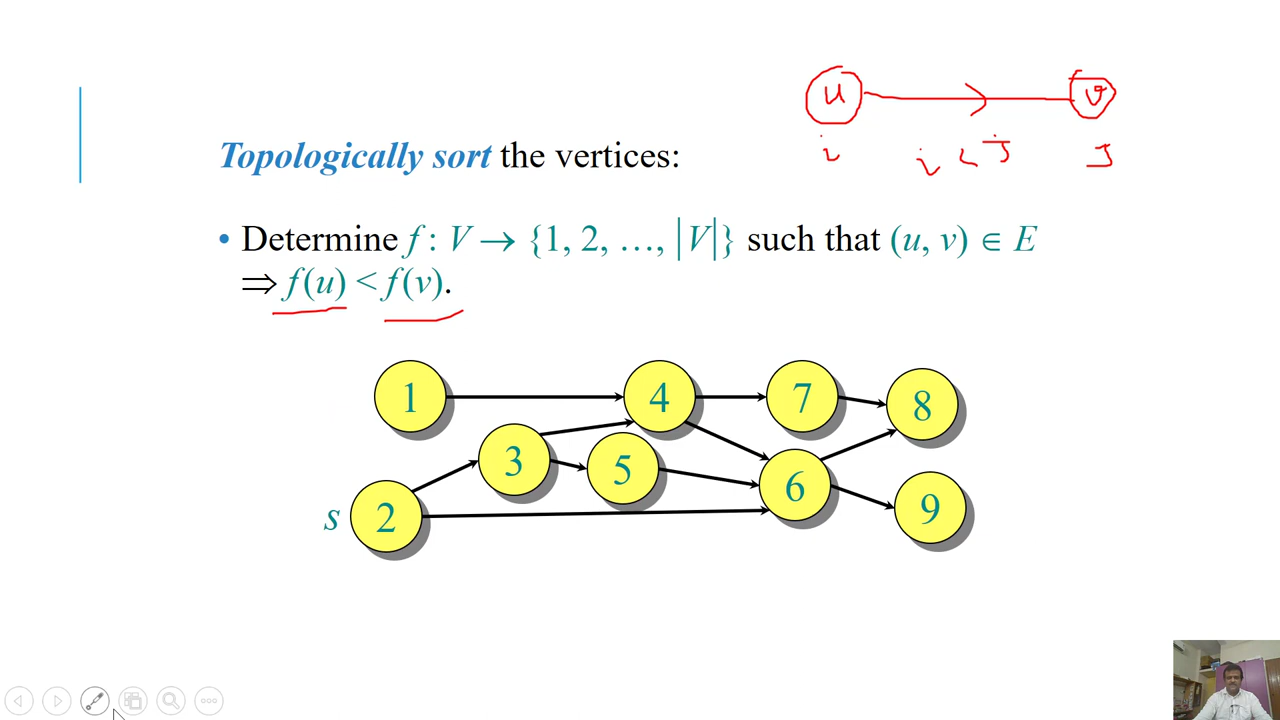 u v
i i < J J
Topologically sort the vertices:
• Determine f : V → {1, 2, …, |V|} such that (u, v) ∈ E
⇒ f(u) < f(v).
1 4 7 8
3 5 6 9
s 2